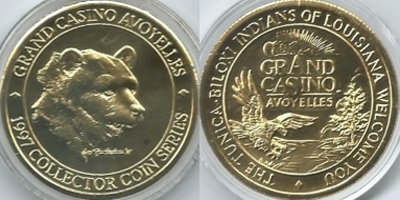 GRAND CASINO AVOYELLES
1997 COLLECTOR COIN SERIES
GRAND
CASINO
AVOYELLES
THE TUNICA-BILOXI INDIANS OF LOUISIANA WELCOME YOU